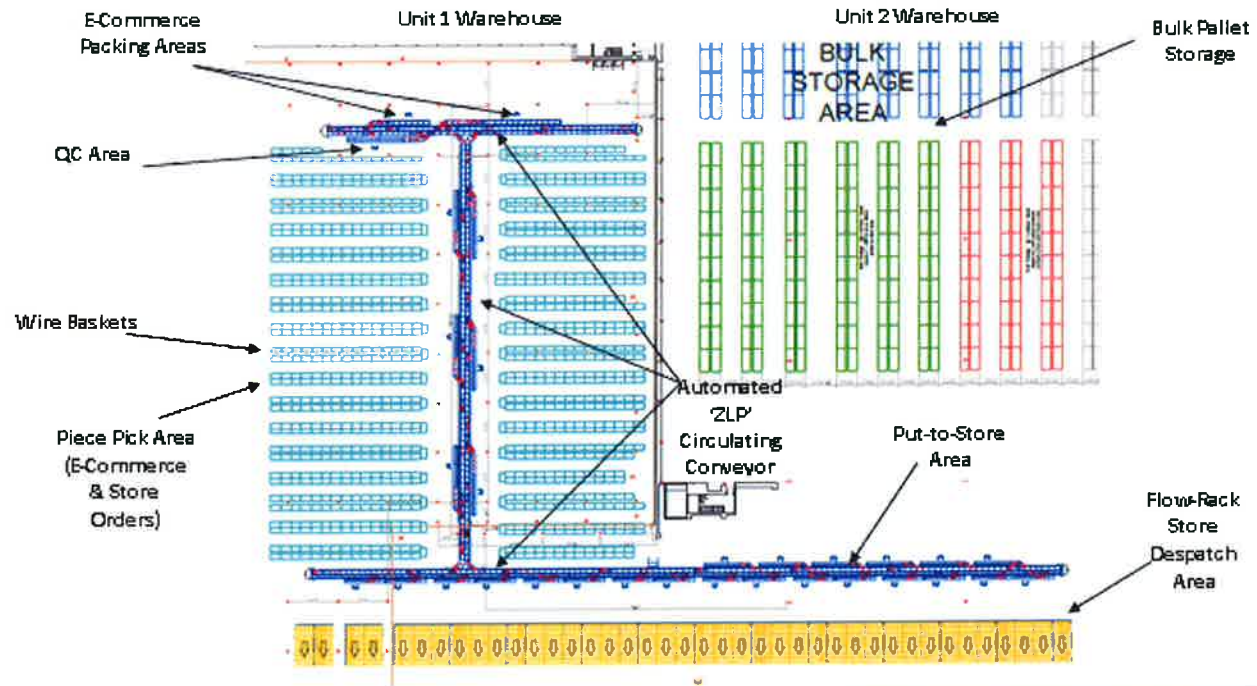 E-Commerce
Packing Areas
Unit 1 Warehouse
Unit 2 Warehouse
Bulk Pallet
Storage
BULK
STORAGE
AREA
QC Area
Wire Baskets
Piece Pick Area
(E-Commerce
& Store
Orders)
Automated
'ZLP'
Circulating
Conveyor
Put-to-Store
Area
Flow-Rack
Store
Despatch
Area